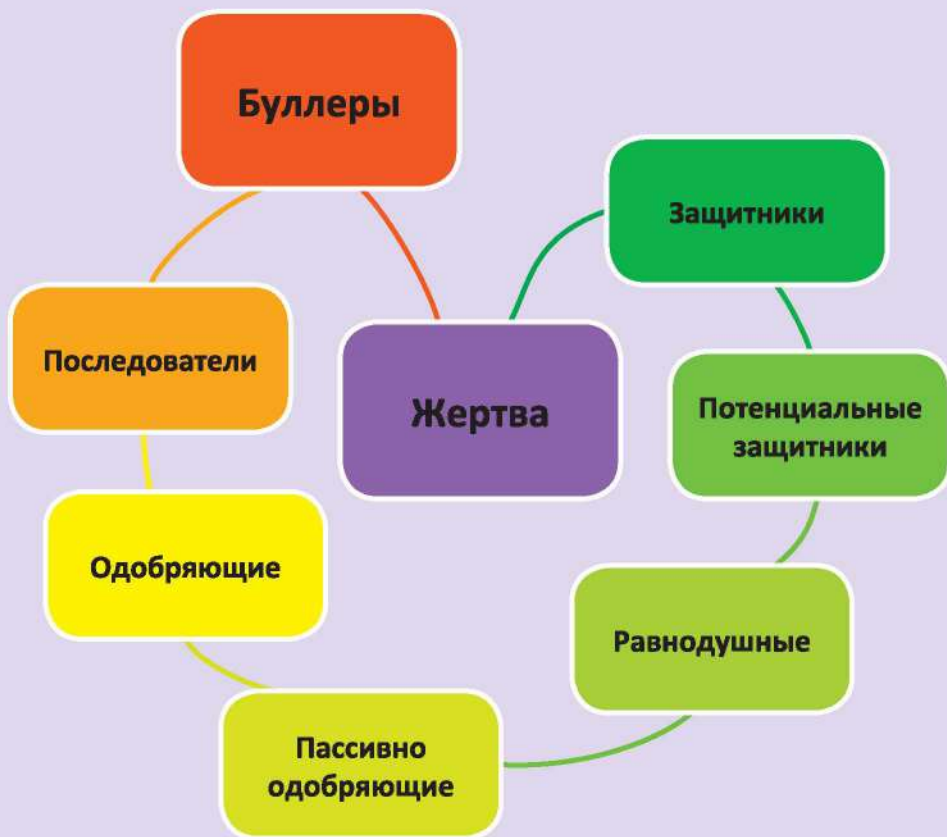 Буллеры
Защитники
Последователи
Жертва
Потенциальные
защитники
Одобряющие
Равнодушные
Пассивно
одобряющие